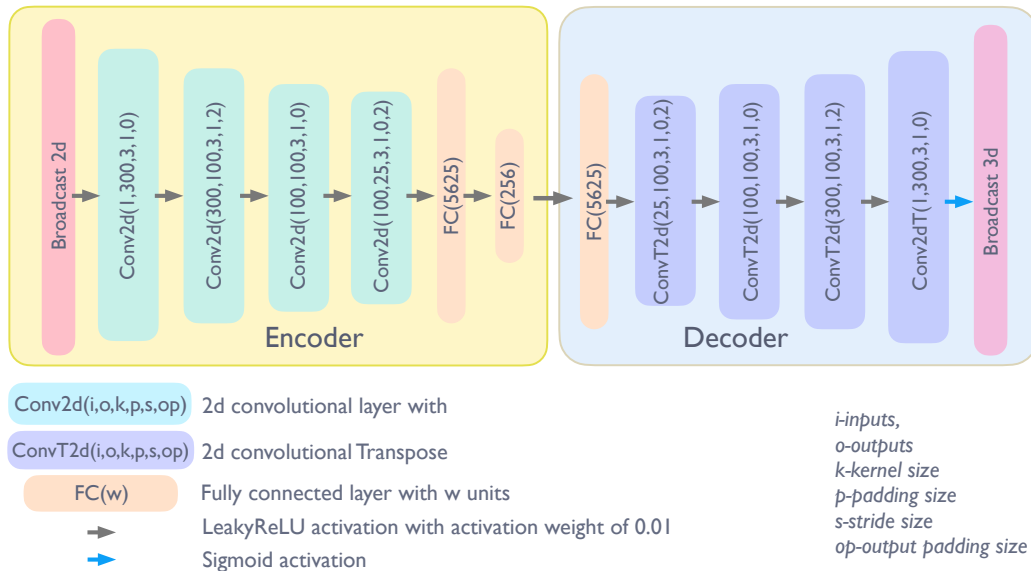 Broadcast 2d
Conv2d(1,300,3,1,0)
Conv2d(300,100,3,1,2)
Conv2d(100,100,3,1,0)
Conv2d(100,25,3,1,0,2)
FC(5625)
FC(256)
Encoder
FC(5625)
ConvT2d(25,100,3,1,0,2)
ConvT2d(100,100,3,1,0)
ConvT2d(300,100,3,1,2)
Conv2dT(1,300,3,1,0)
Broadcast 3d
Decoder
Conv2d(i,o,k,p,s,op) 2d convolutional layer with
ConvT2d(i,o,k,p,s,op) 2d convolutional Transpose
FC(w) Fully connected layer with w units
LeakyReLU activation with activation weight of 0.01
Sigmoid activation
i-inputs,
o-outputs
k-kernel size
p-padding size
s-stride size
op-output padding size